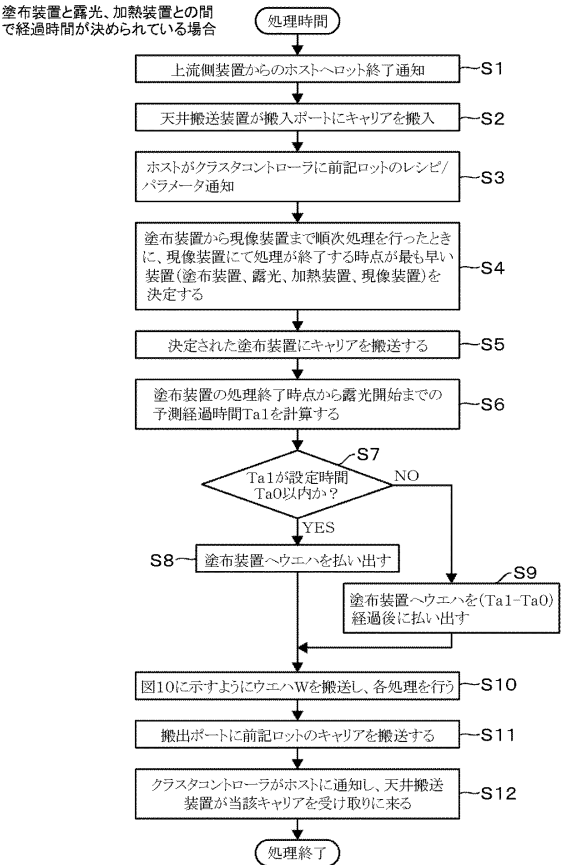 塗布装置と露光、加熱装置との間
で経過時間が決められている場合
処理時間
上流側装置からのホストへロット終了通知
S1
天井搬送装置が搬入ポートにキャリアを搬入
S2
ホストがクラスタコントローラに前記ロットのレシピ/
パラメータ通知
S3
塗布装置から現像装置まで順次処理を行ったとき
に、現像装置にて処理が終了する時点が最も早い
装置(塗布装置、露光、加熱装置、現像装置)を
決定する
S4
決定された塗布装置にキャリアを搬送する
S5
塗布装置の処理終了時点から露光開始までの
予測経過時間Ta1を計算する
S6
S7
Ta1が設定時間
Ta0以内か?
NO
YES
S8
塗布装置へウエハを払い出す
S9
塗布装置へウエハを(Ta1-Ta0)
経過後に払い出す
図10に示すようにウエハWを搬送し、各処理を行う
S10
搬出ポートに前記ロットのキャリアを搬送する
S11
クラスタコントローラがホストに通知し、天井搬送
装置が当該キャリアを受け取りに来る
S12
処理終了